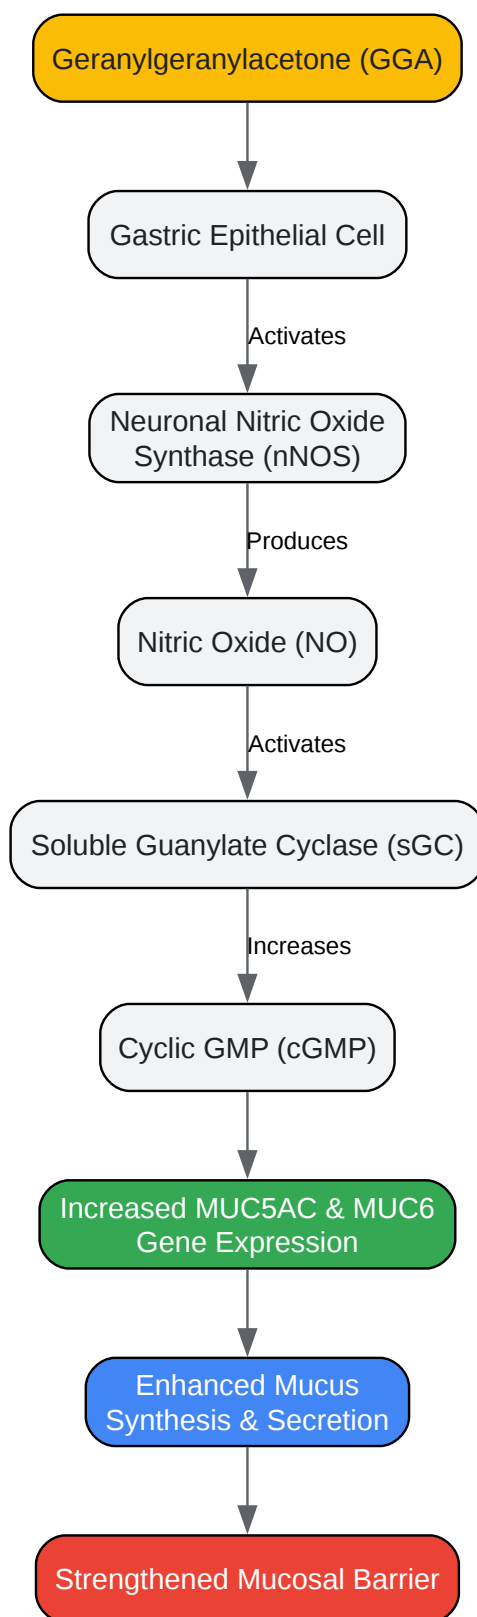 Geranylgeranylacetone (GGA)
Gastric Epithelial Cell
Activates
Neuronal Nitric Oxide
Synthase (nNOS)
Produces
Nitric Oxide (NO)
Activates
Soluble Guanylate Cyclase (sGC)
Increases
Cyclic GMP (cGMP)
Increased MUC5AC & MUC6
Gene Expression
Enhanced Mucus
Synthesis & Secretion
Strengthened Mucosal Barrier